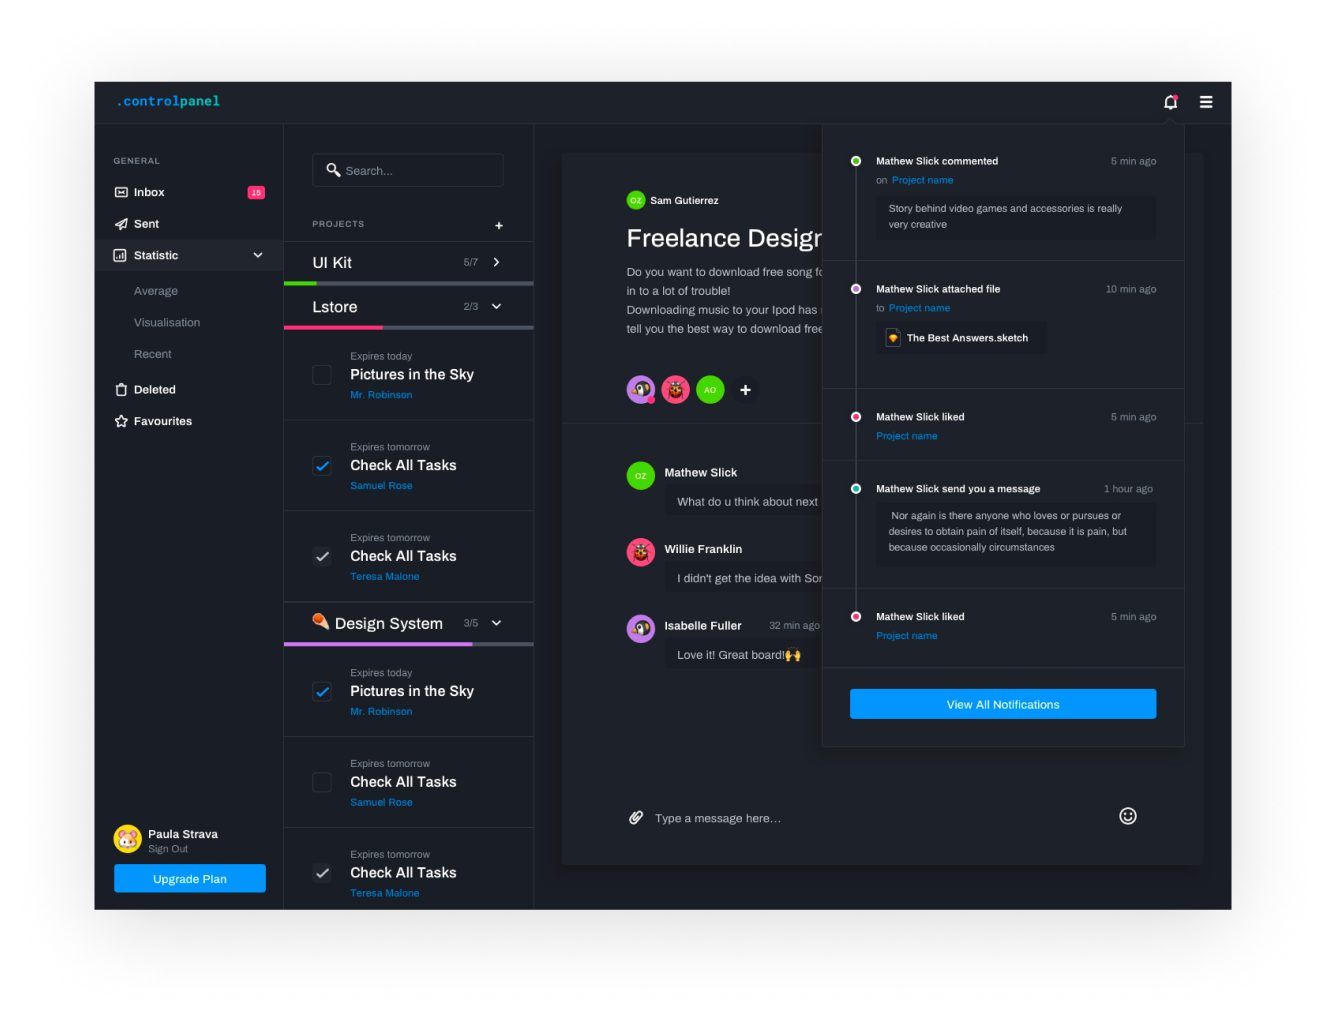 .controlpanel
GENERAL
Inbox
15
Sent
Statistic
Average
Visualisation
Recent
Deleted
Favourites
Paula Strava
Sign Out
Upgrade Plan
Search...
PROJECTS
+
UI Kit
5/7
Lstore
2/3
Expires today
Pictures in the Sky
Mr. Robinson
Expires tomorrow
Check All Tasks
Samuel Rose
Expires tomorrow
Check All Tasks
Teresa Malone
Design System
3/5
Expires today
Pictures in the Sky
Mr. Robinson
Expires tomorrow
Check All Tasks
Samuel Rose
Expires tomorrow
Check All Tasks
Teresa Malone
OZ
Sam Gutierrez
Freelance Design
Do you want to download free song fo
in to a lot of trouble!
Downloading music to your Ipod has
tell you the best way to download free
AO
+
OZ
Mathew Slick
What do u think about next
Willie Franklin
I didn't get the idea with Son
Isabelle Fuller
32 min ago
Love it! Great board!🙌
Type a message here...
Mathew Slick commented
5 min ago
on Project name
Story behind video games and accessories is really
very creative
Mathew Slick attached file
10 min ago
to Project name
The Best Answers.sketch
Mathew Slick liked
5 min ago
Project name
Mathew Slick send you a message
1 hour ago
Nor again is there anyone who loves or pursues or
desires to obtain pain of itself, because it is pain, but
because occasionally circumstances
Mathew Slick liked
5 min ago
Project name
View All Notifications